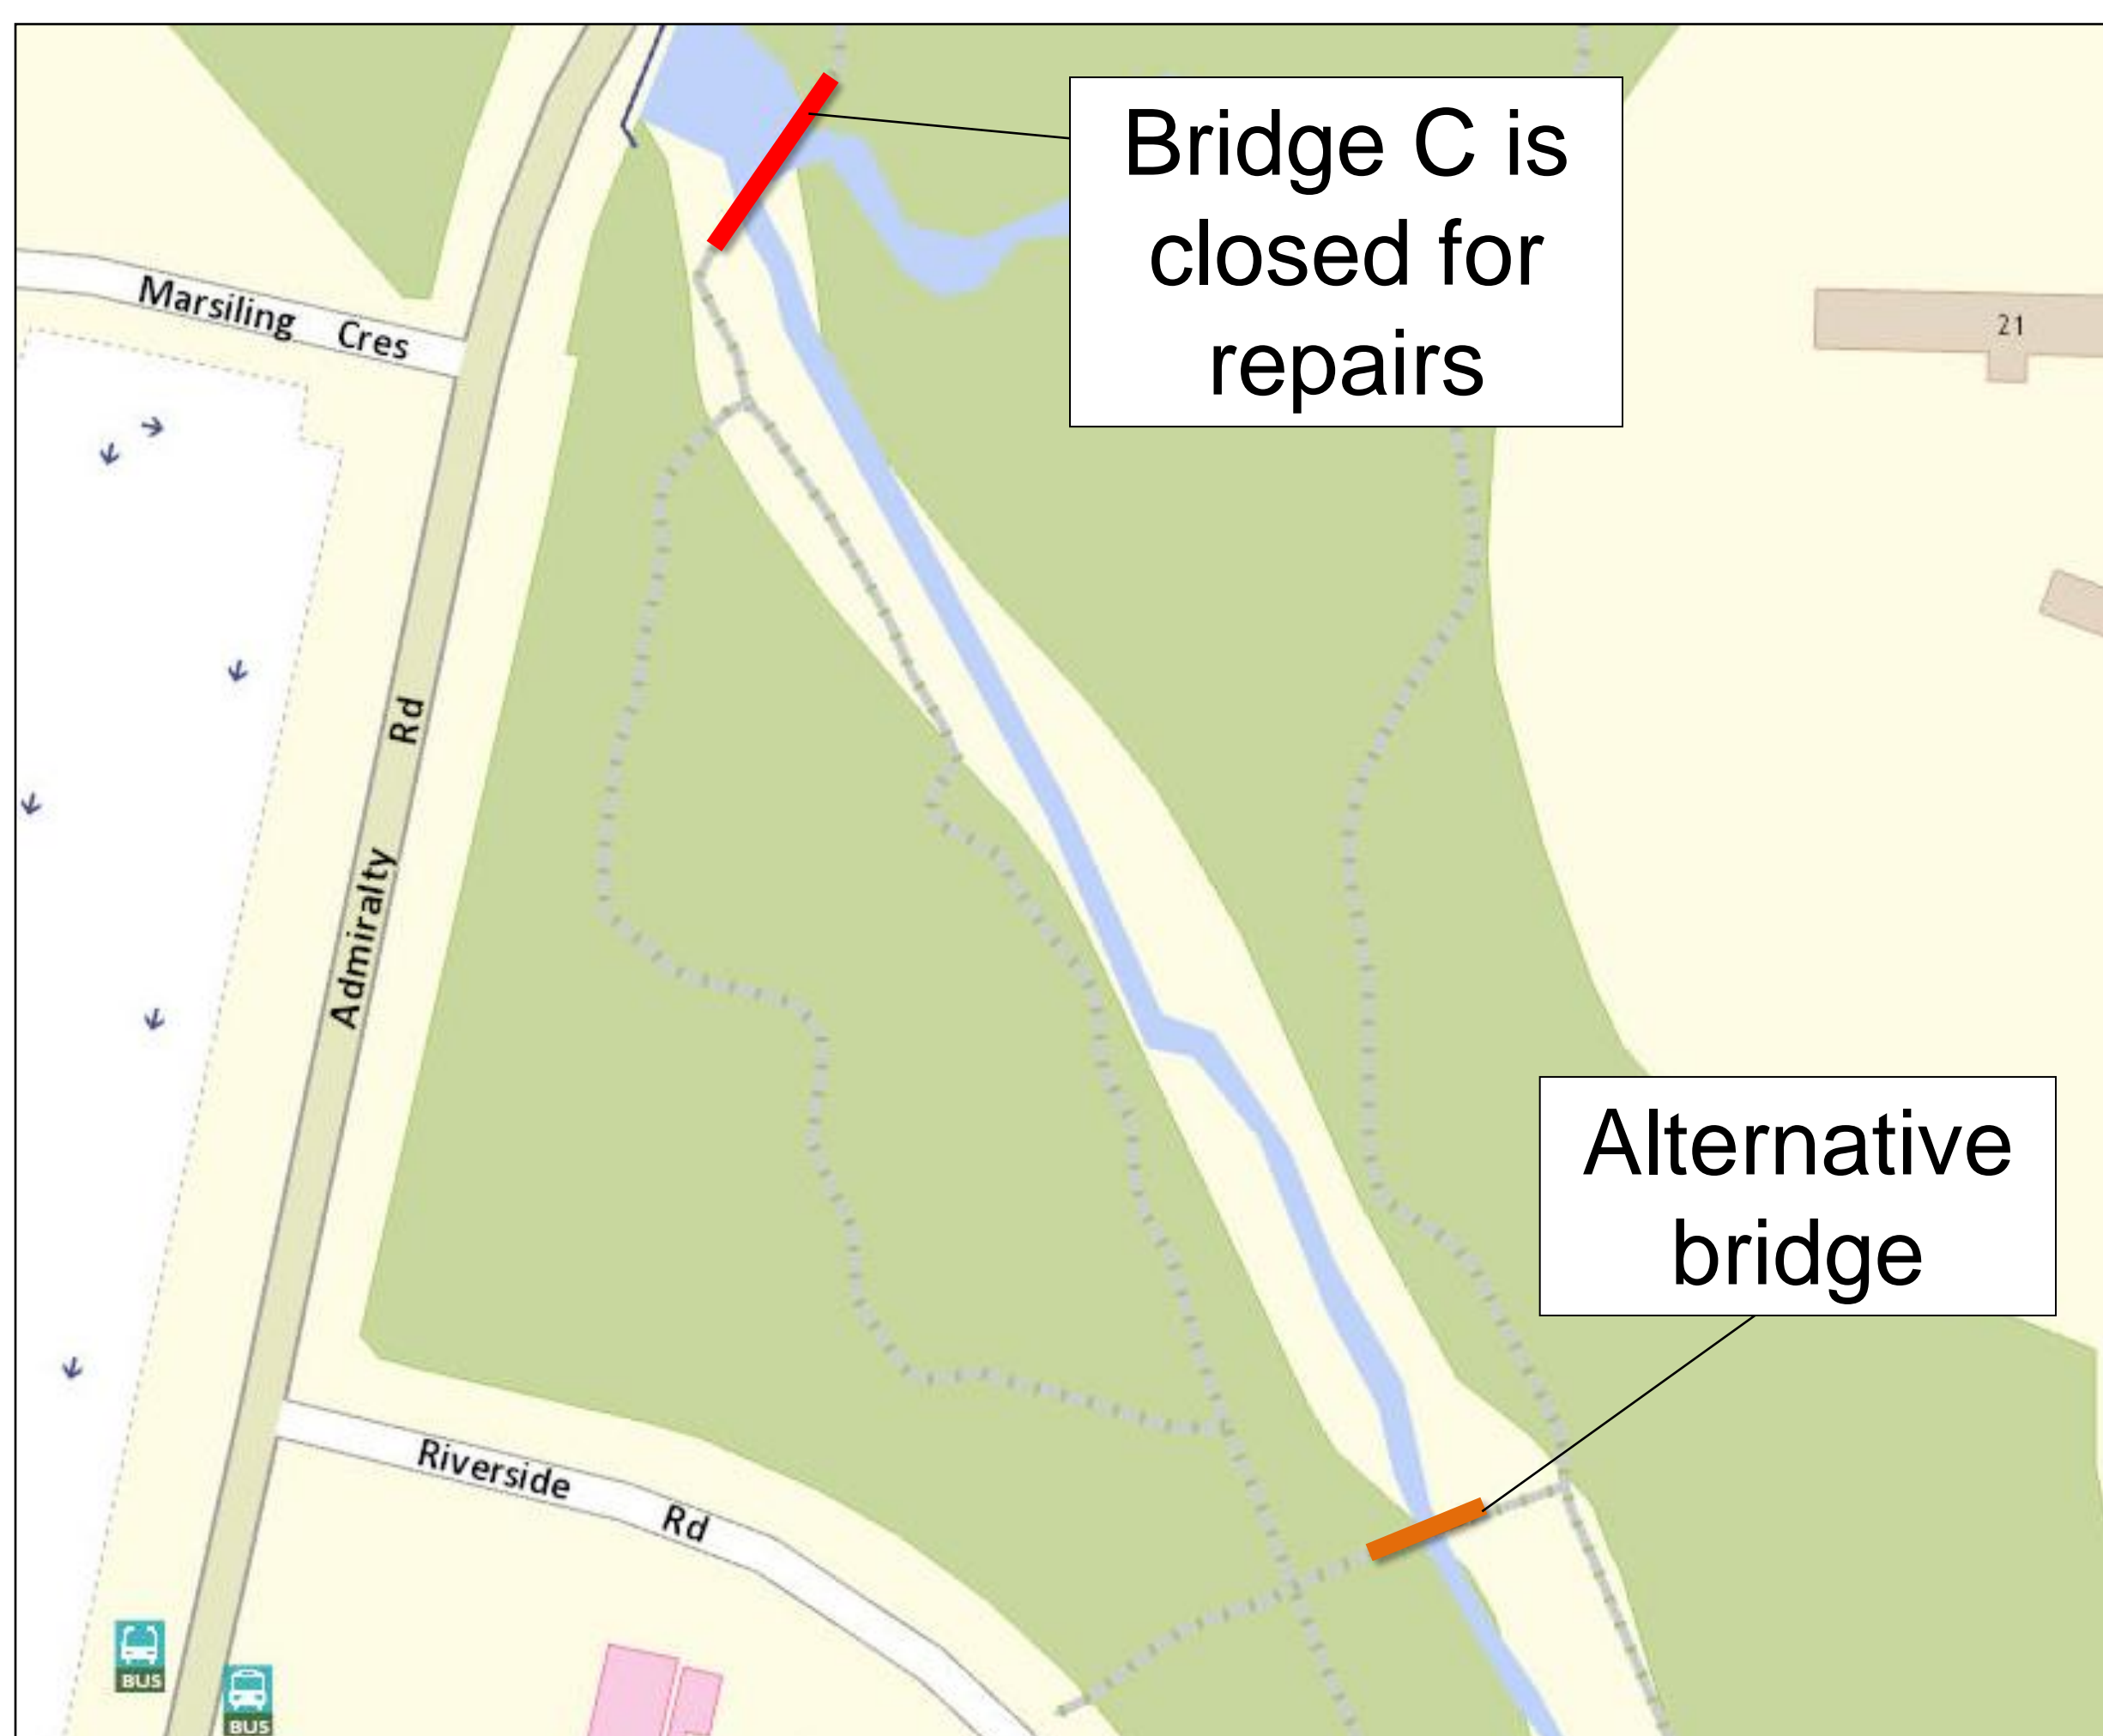 Bridge C is
closed for
repairs
Marsiling Cres
21
Admiralty Rd
Alternative
bridge
Riverside Rd
BUS
BUS